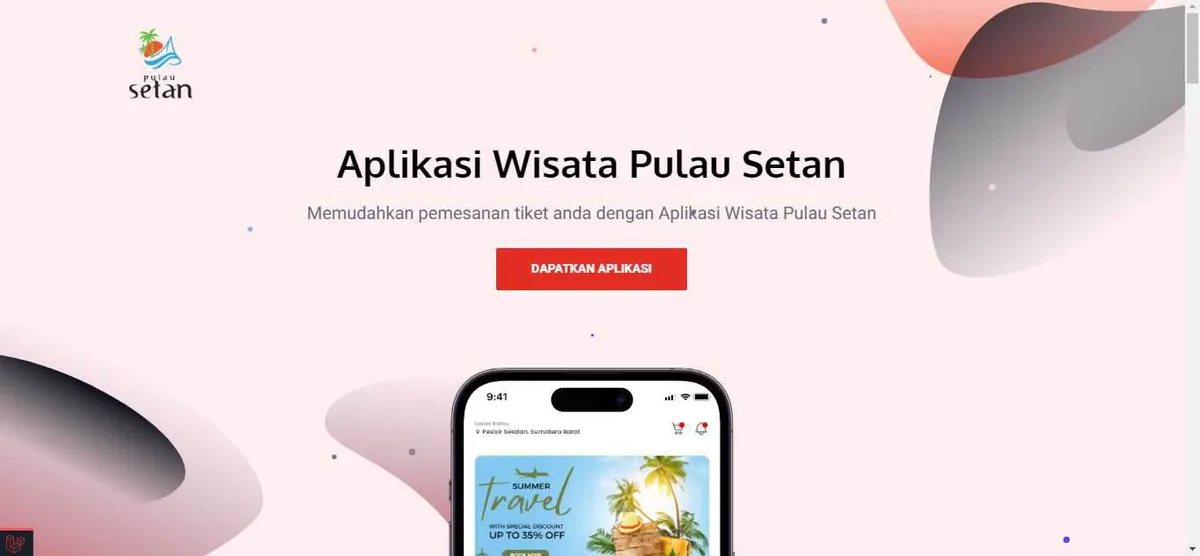 pulau
setan
Aplikasi Wisata Pulau Setan
Memudahkan pemesanan tiket anda dengan Aplikasi Wisata Pulau Setan
DAPATKAN APLIKASI
9:41
Pesisir Selatan, Sumatera Barat
SUMMER
Travel
WITH SPECIAL DISCOUNT
UP TO 35% OFF
BOOK NOW